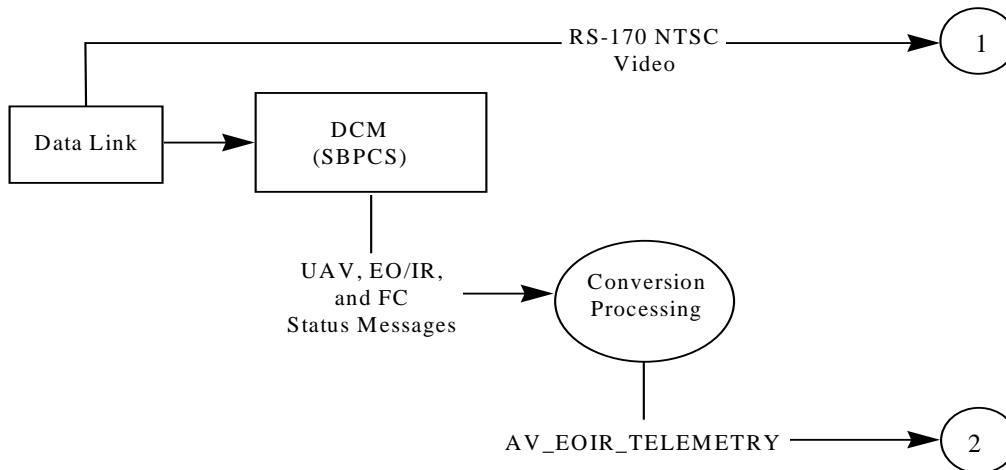 RS-170 NTSC
Video
1
Data Link
DCM
(SBPCS)
UAV, EO/IR,
and FC
Status Messages
Conversion
Processing
AV_EOIR_TELEMETRY
2